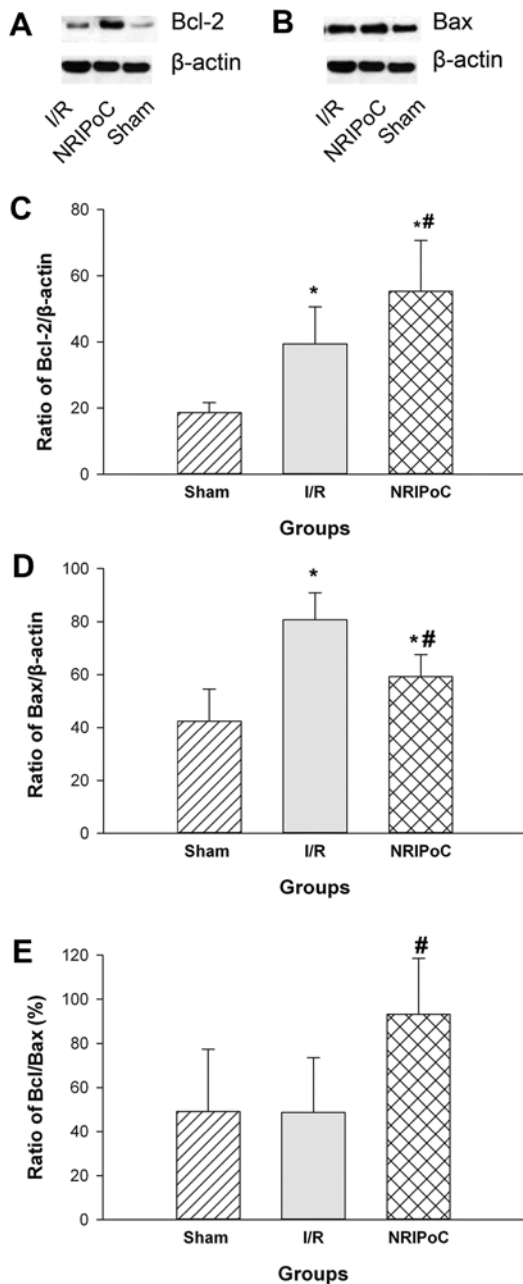 A
Bcl-2
β-actin
I/R
NRIPoC
Sham
B
Bax
β-actin
I/R
NRIPoC
Sham
C
Ratio of Bcl-2/β-actin
80
60
40
20
0
*
*#
Sham I/R NRIPoC
Groups
D
Ratio of Bax/β-actin
100
80
60
40
20
0
*
*#
Sham I/R NRIPoC
Groups
E
Ratio of Bcl/Bax (%)
120
100
80
60
40
20
0
#
Sham I/R NRIPoC
Groups